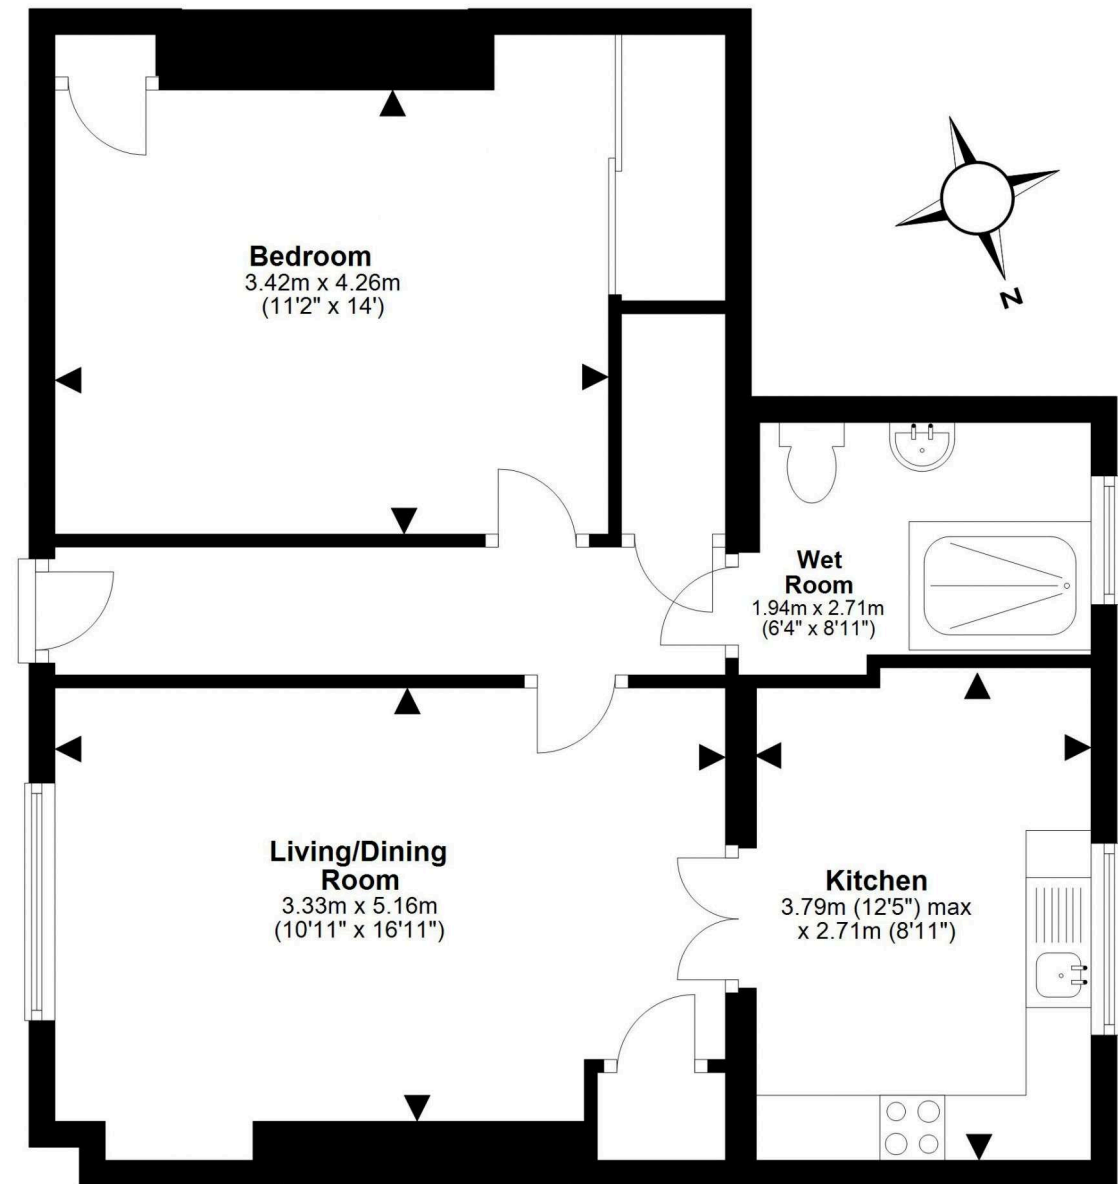 Bedroom
3.42m x 4.26m
(11'2" x 14')
N
Wet
Room
1.94m x 2.71m
(6'4" x 8'11")
Living/Dining
Room
3.33m x 5.16m
(10'11" x 16'11")
Kitchen
3.79m (12'5") max
x 2.71m (8'11")